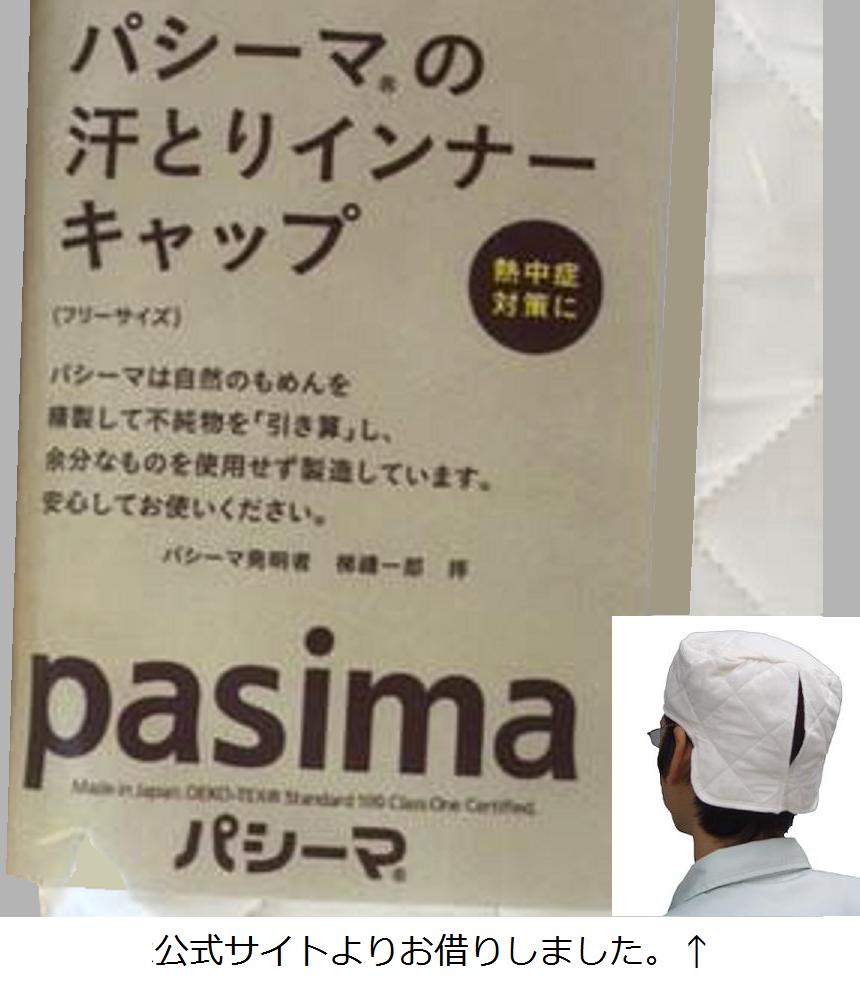 パシーマ®の
汗とりインナー
キャップ
熱中症
対策に
(フリーサイズ)
パシーマは自然のもめんを
精製して不純物を「引き算」し、
余分なものを使用せず製造しています。
安心してお使いください。
パシーマ発明者 梯禮一郎 拝
pasima
Made in Japan. OEKO-TEX® Standard 100 Class One Certified.
パシーマ®
公式サイトよりお借りしました。↑